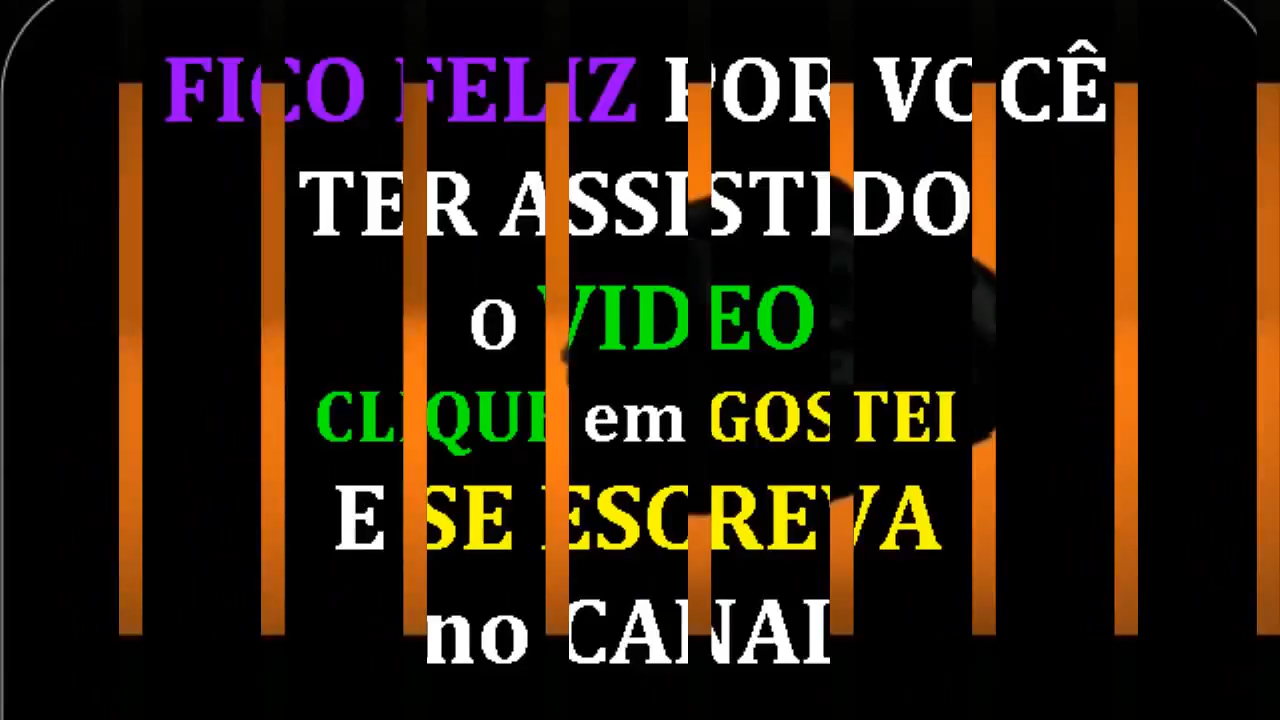 FICO FELIZ POR VOCÊ
TER ASSISTIDO
o VIDEO
CLIQUE em GOSTEI
E SE ESCREVA
no CANAL